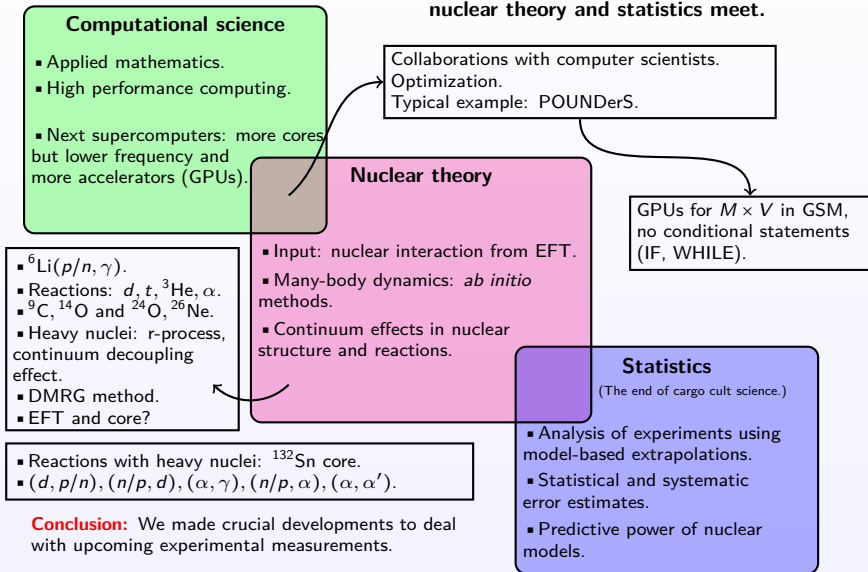 nuclear theory and statistics meet.
Computational science
▪ Applied mathematics.
▪ High performance computing.
▪ Next supercomputers: more cores
but lower frequency and
more accelerators (GPUs).
Collaborations with computer scientists.
Optimization.
Typical example: POUNDerS.
GPUs for M × V in GSM,
no conditional statements
(IF, WHILE).
Nuclear theory
▪ Input: nuclear interaction from EFT.
▪ Many-body dynamics: ab initio
methods.
▪ Continuum effects in nuclear
structure and reactions.
▪ ⁶Li(p/n, γ).
▪ Reactions: d, t, ³He, α.
▪ ⁹C, ¹⁴O and ²⁴O, ²⁶Ne.
▪ Heavy nuclei: r-process,
continuum decoupling
effect.
▪ DMRG method.
▪ EFT and core?
Statistics
(The end of cargo cult science.)
▪ Analysis of experiments using
model-based extrapolations.
▪ Statistical and systematic
error estimates.
▪ Predictive power of nuclear
models.
▪ Reactions with heavy nuclei: ¹³²Sn core.
▪ (d, p/n), (n/p, d), (α, γ), (n/p, α), (α, α′).
Conclusion: We made crucial developments to deal
with upcoming experimental measurements.